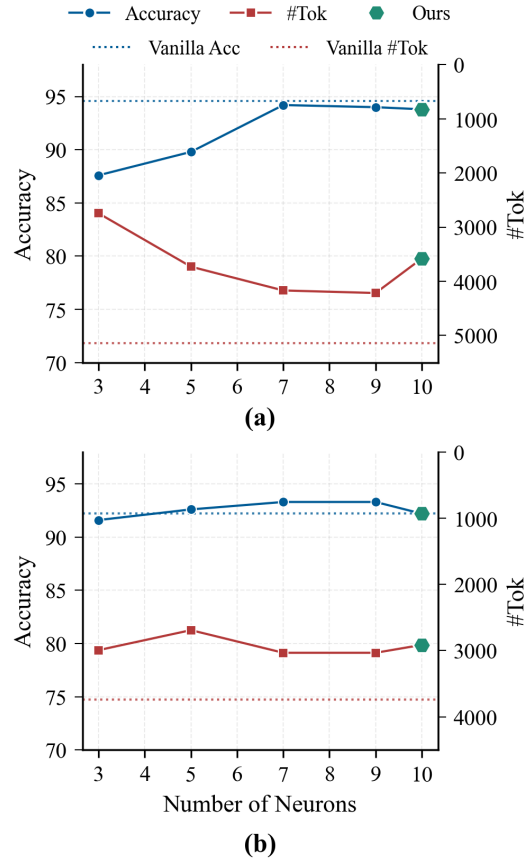 Accuracy #Tok Ours
Vanilla Acc Vanilla #Tok
95
90
85
80
75
70
Accuracy
0
1000
2000
3000
4000
5000
#Tok
3 4 5 6 7 8 9 10
(a)
95
90
85
80
75
70
Accuracy
0
1000
2000
3000
4000
#Tok
3 4 5 6 7 8 9 10
Number of Neurons
(b)